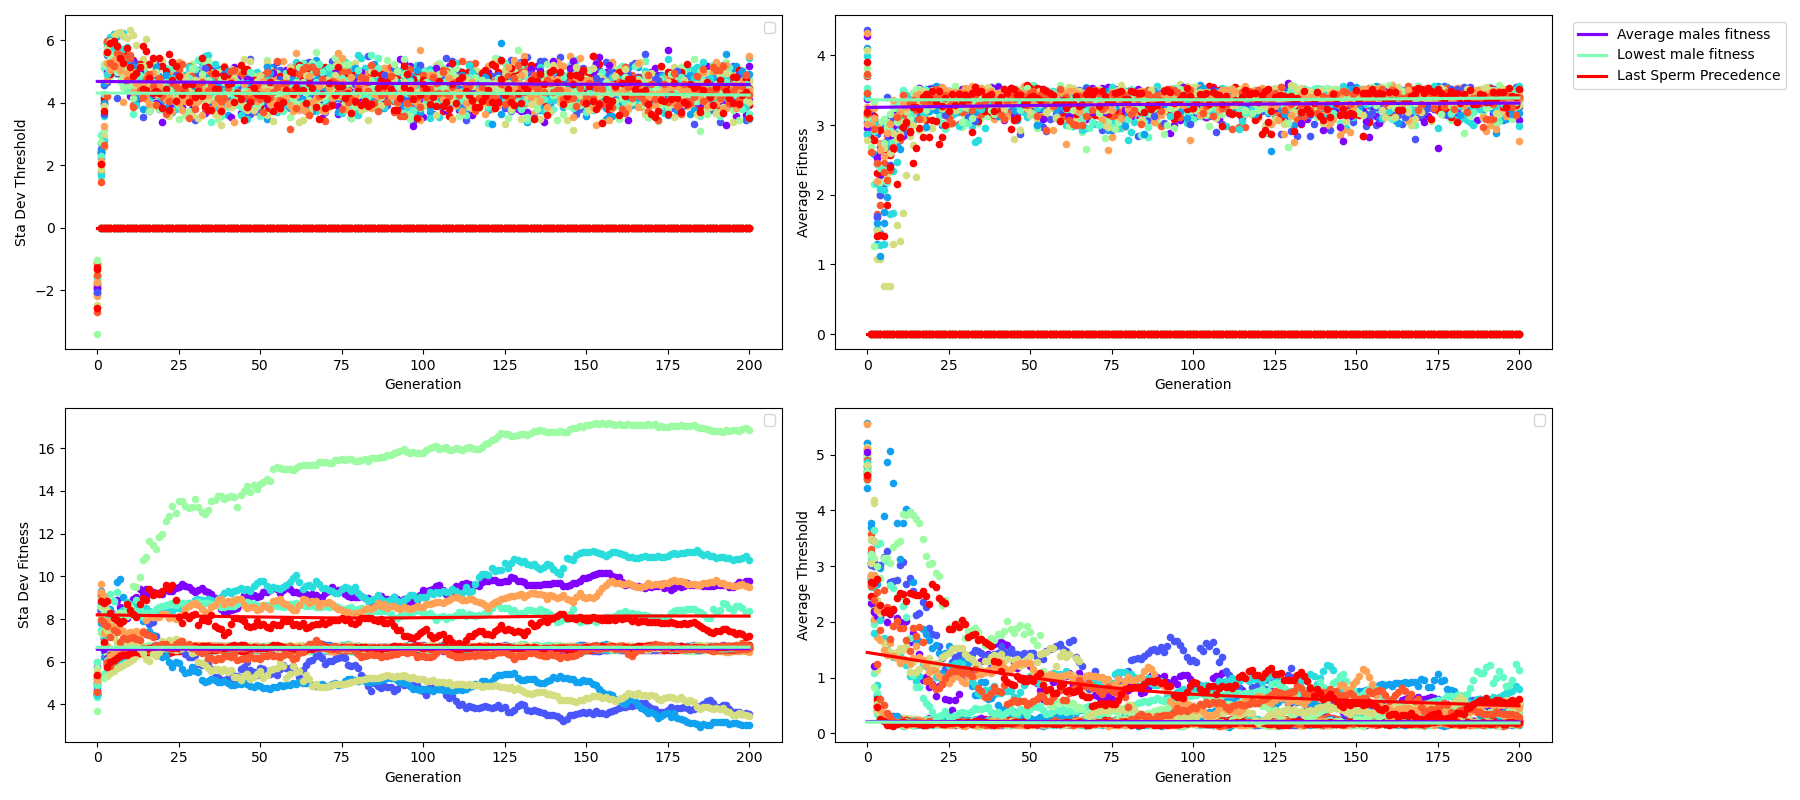 Sta Dev Threshold
6
4
2
0
−2
0 25 50 75 100 125 150 175 200
Generation
Average Fitness
4
3
2
1
0
0 25 50 75 100 125 150 175 200
Generation
Average males fitness
Lowest male fitness
Last Sperm Precedence
Sta Dev Fitness
16
14
12
10
8
6
4
0 25 50 75 100 125 150 175 200
Generation
Average Threshold
5
4
3
2
1
0
0 25 50 75 100 125 150 175 200
Generation